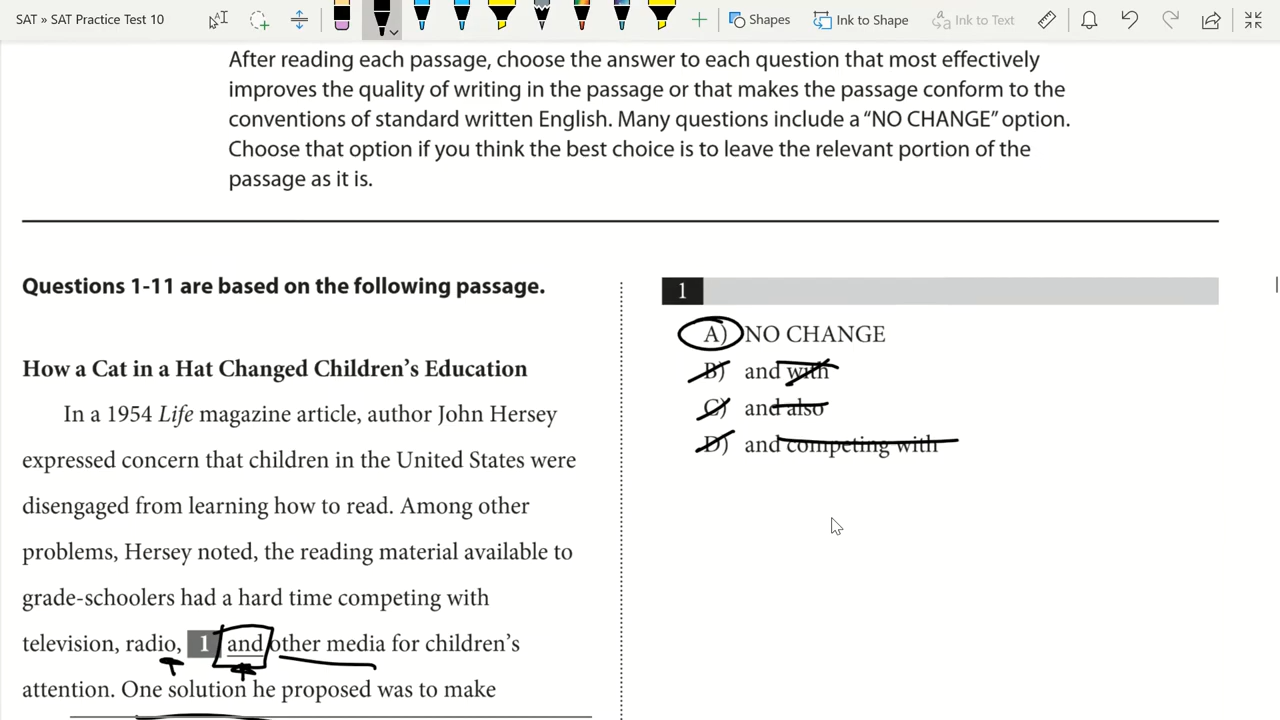 SAT » SAT Practice Test 10
Shapes
Ink to Shape
Ink to Text
After reading each passage, choose the answer to each question that most effectively
improves the quality of writing in the passage or that makes the passage conform to the
conventions of standard written English. Many questions include a “NO CHANGE” option.
Choose that option if you think the best choice is to leave the relevant portion of the
passage as it is.
Questions 1-11 are based on the following passage.
How a Cat in a Hat Changed Children’s Education
In a 1954 Life magazine article, author John Hersey
expressed concern that children in the United States were
disengaged from learning how to read. Among other
problems, Hersey noted, the reading material available to
grade-schoolers had a hard time competing with
television, radio, 1 and other media for children’s
attention. One solution he proposed was to make
1
A) NO CHANGE
B) and with
C) and also
D) and competing with